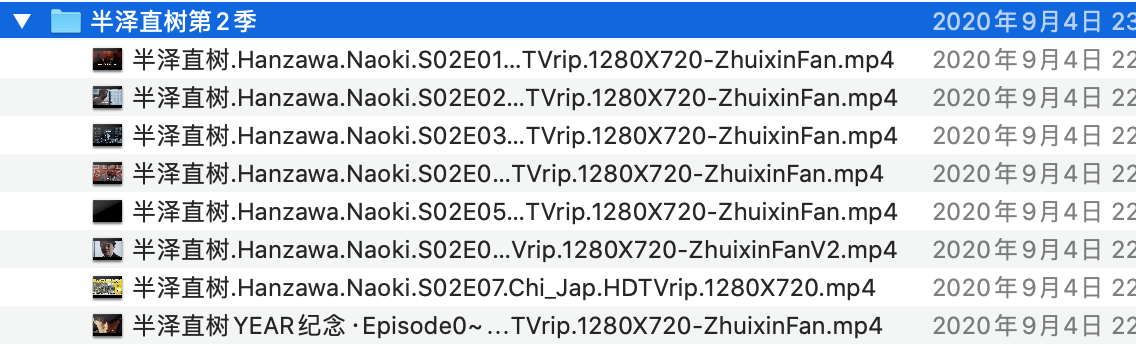 半泽直树第2季 2020年9月4日 23
半泽直树.Hanzawa.Naoki.S02E01...TVrip.1280X720-ZhuixinFan.mp4 2020年9月4日 22
半泽直树.Hanzawa.Naoki.S02E02...TVrip.1280X720-ZhuixinFan.mp4 2020年9月4日 22
半泽直树.Hanzawa.Naoki.S02E03...TVrip.1280X720-ZhuixinFan.mp4 2020年9月4日 22
半泽直树.Hanzawa.Naoki.S02E0...TVrip.1280X720-ZhuixinFan.mp4 2020年9月4日 22
半泽直树.Hanzawa.Naoki.S02E05...TVrip.1280X720-ZhuixinFan.mp4 2020年9月4日 22
半泽直树.Hanzawa.Naoki.S02E0...Vrip.1280X720-ZhuixinFanV2.mp4 2020年9月4日 22
半泽直树.Hanzawa.Naoki.S02E07.Chi_Jap.HDTVrip.1280X720.mp4 2020年9月4日 22
半泽直树YEAR纪念·Episode0~...TVrip.1280X720-ZhuixinFan.mp4 2020年9月4日 22